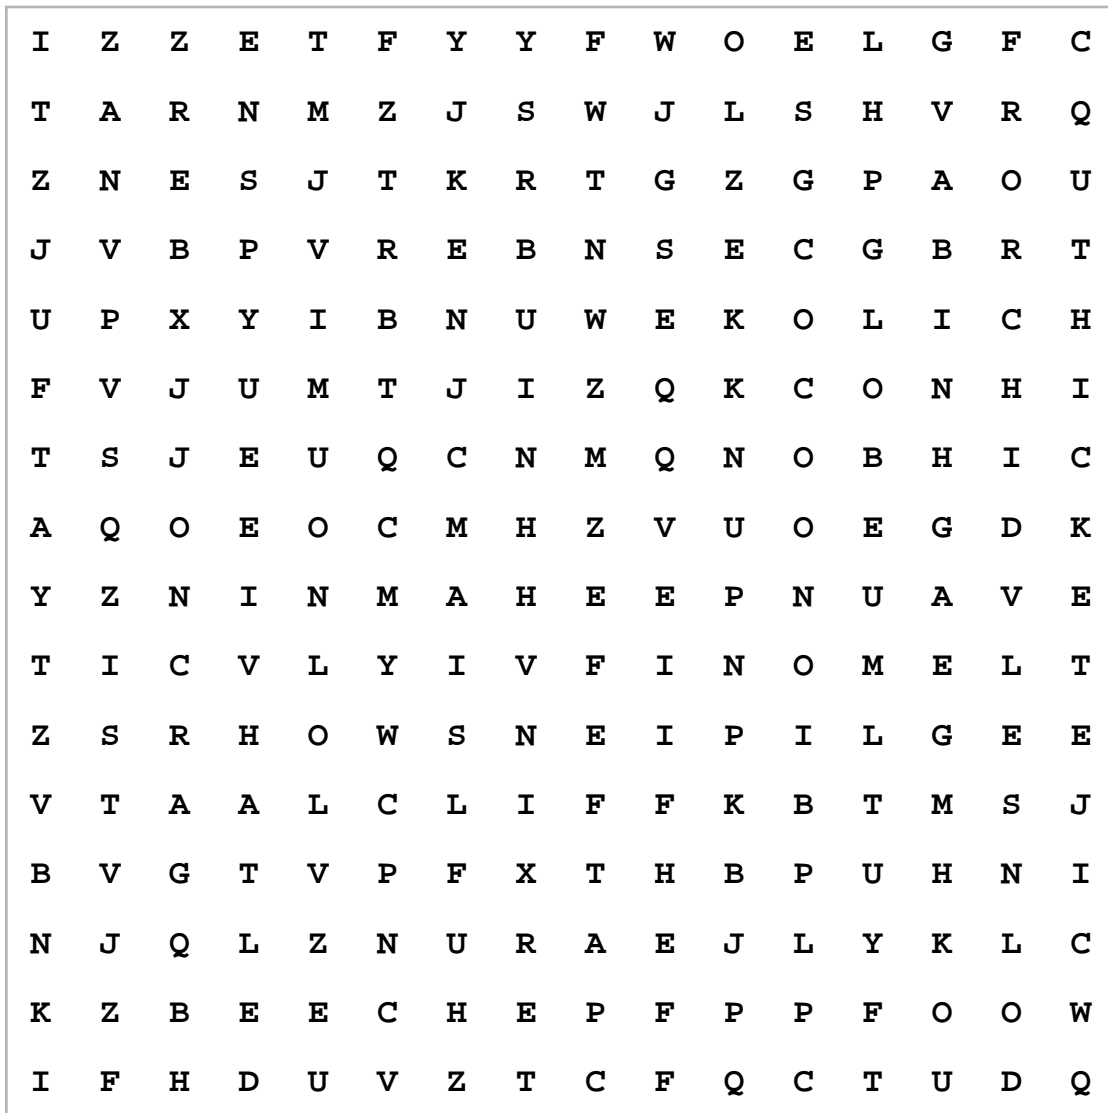 I Z Z E T F Y Y F W O E L G F C
T A R N M Z J S W J L S H V R Q
Z N E S J T K R T G Z G P A O U
J V B P V R E B N S E C G B R T
U P X Y I B N U W E K O L I C H
F V J U M T J I Z Q K C O N H I
T S J E U Q C N M Q N O B H I C
A Q O E O C M H Z V U O E G D K
Y Z N I N M A H E E P N U A V E
T I C V L Y I V F I N O M E L T
Z S R H O W S N E I P I L G E E
V T A A L C L I F F K B T M S J
B V G T V P F X T H B P U H N I
N J Q L Z N U R A E J L Y K L C
K Z B E E C H E P F P P F O O W
I F H D U V Z T C F Q C T U D Q